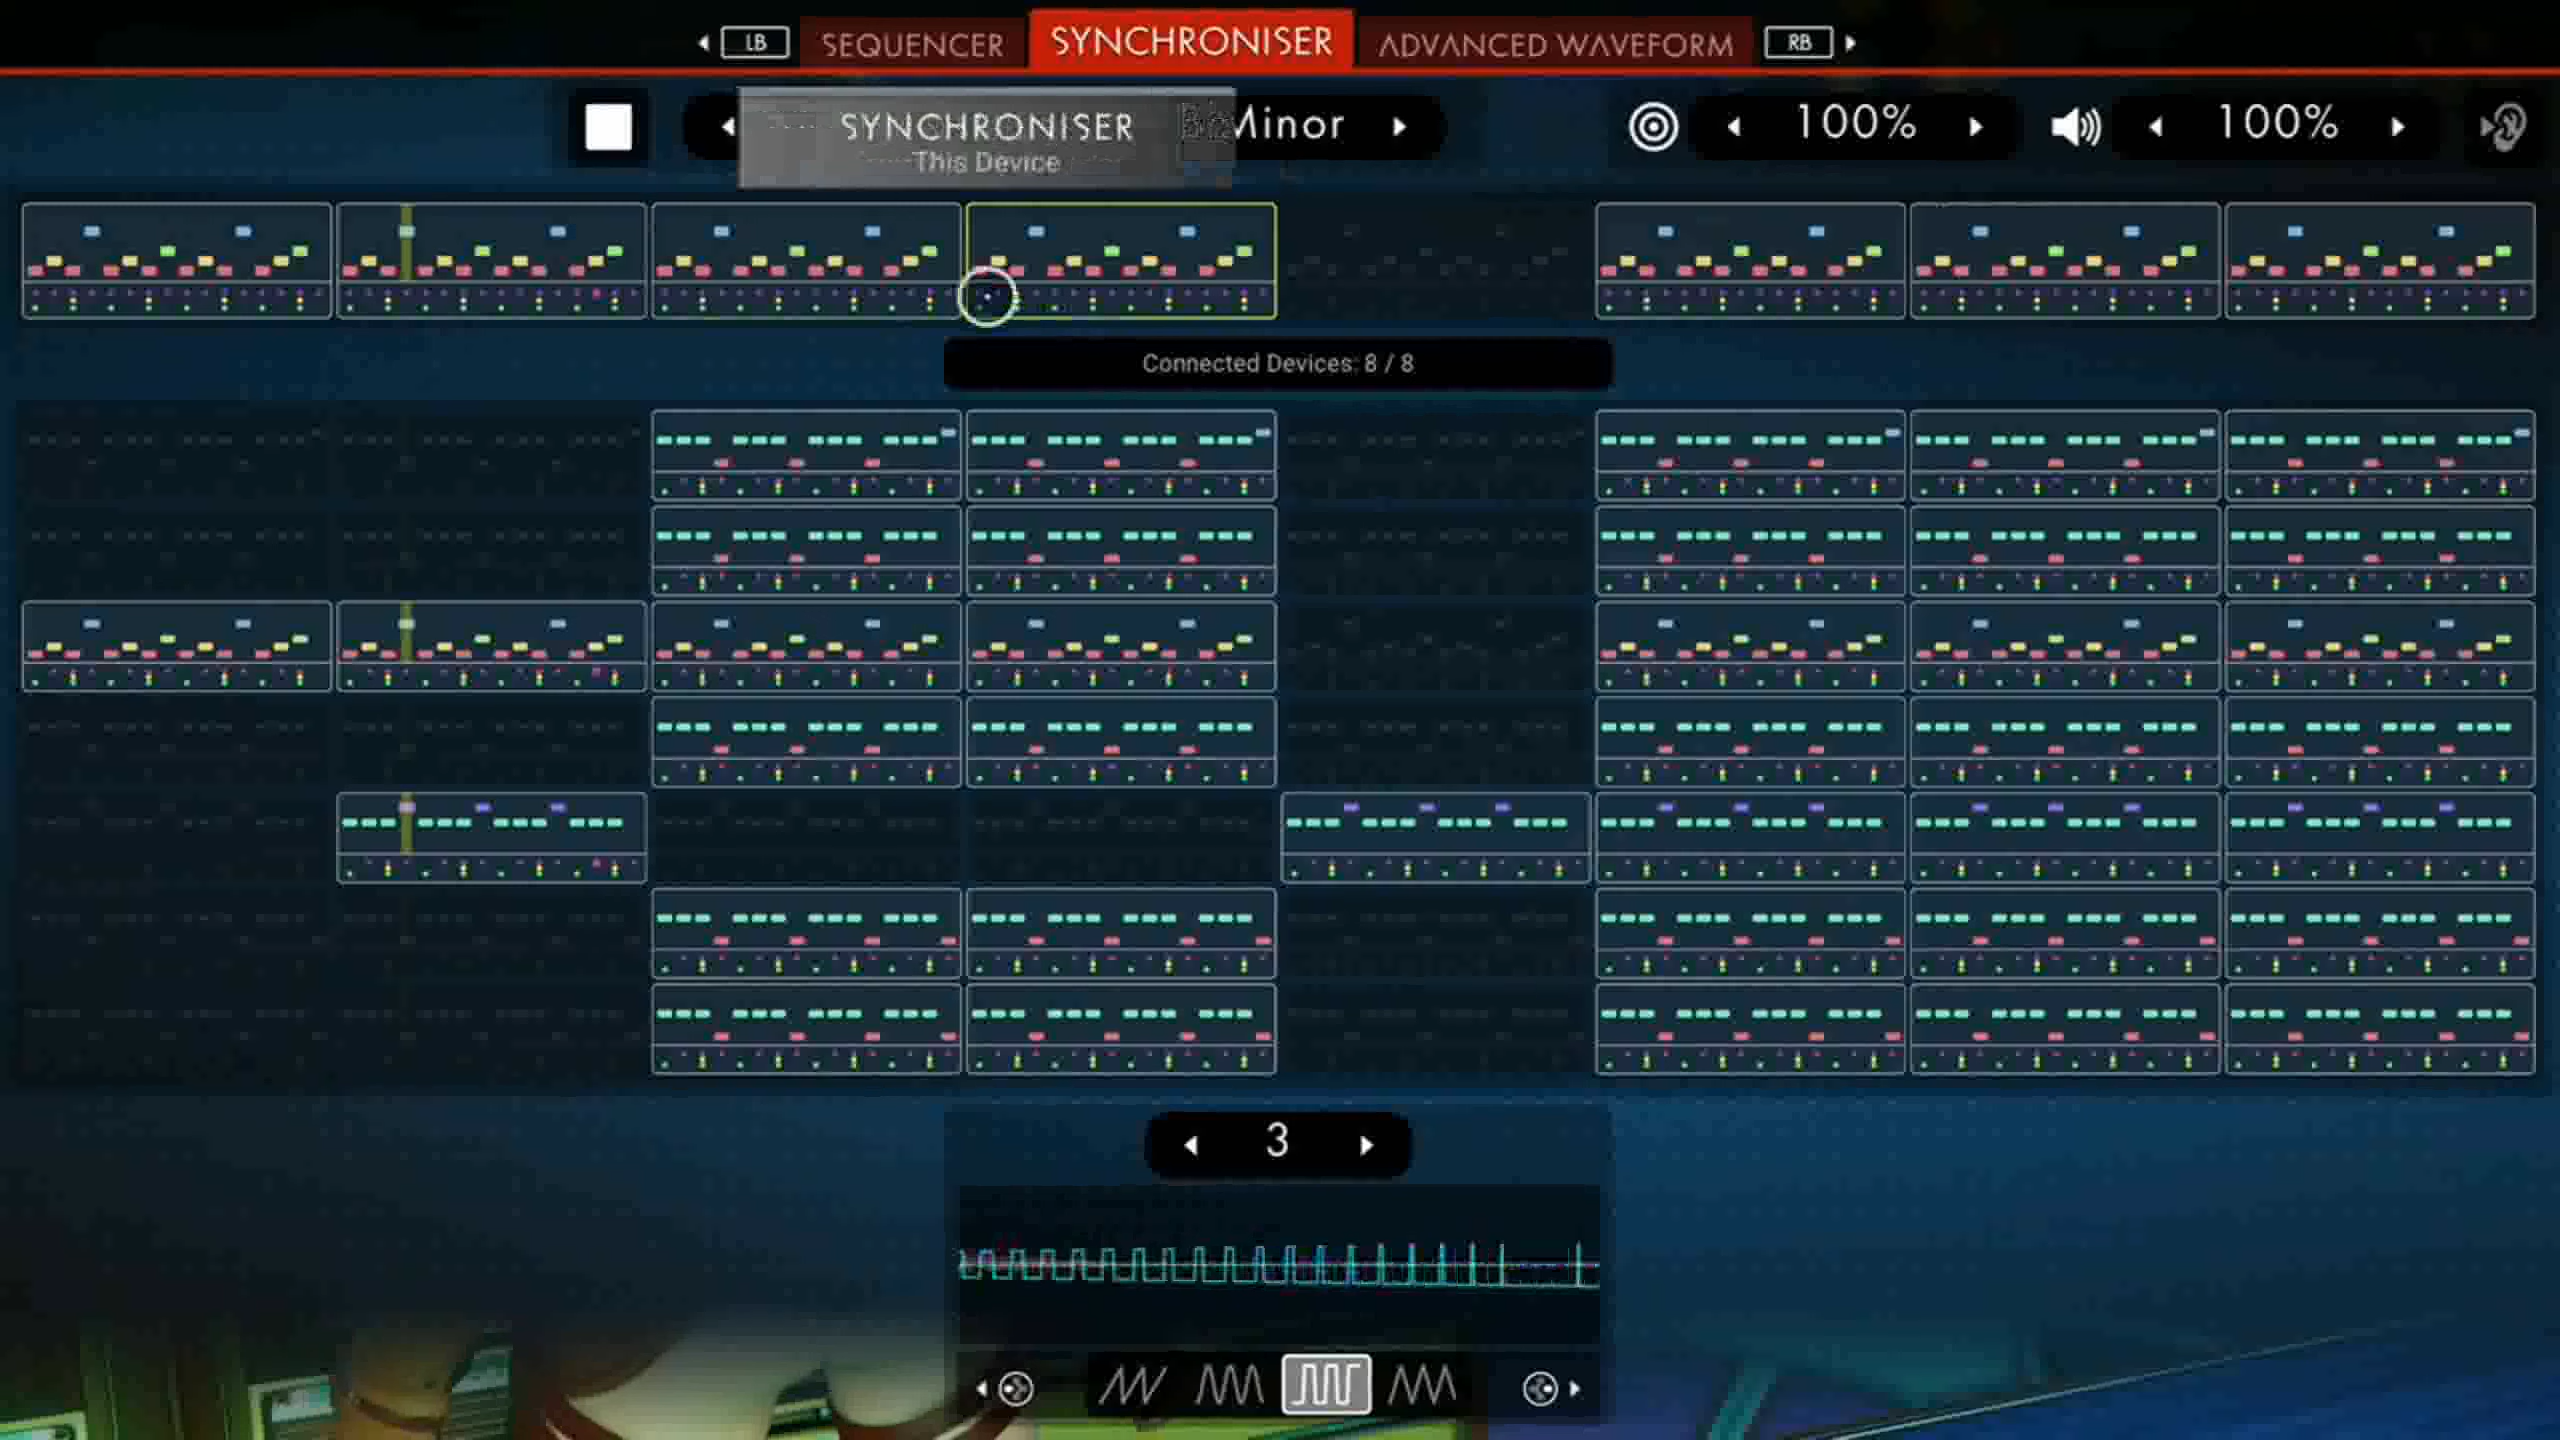 LB
SEQUENCER
SYNCHRONISER
ADVANCED WAVEFORM
RB
SYNCHRONISER
This Device
Minor
100%
100%
Connected Devices: 8 / 8
3